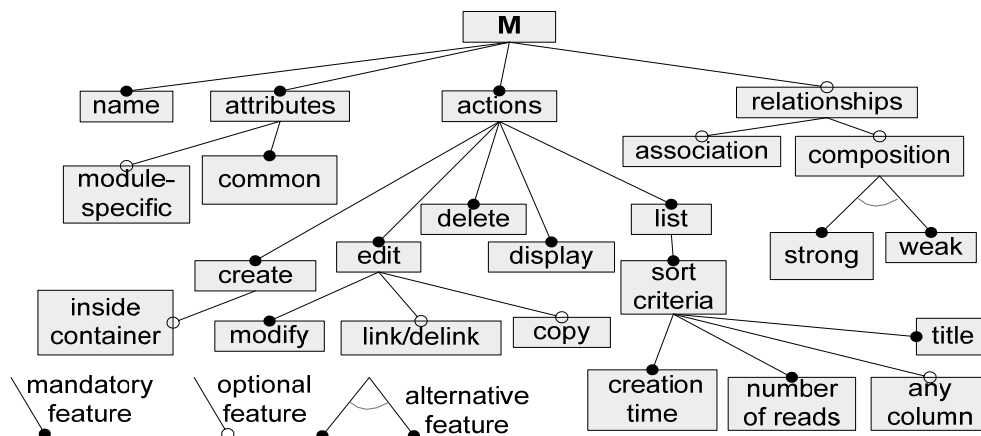 M
name
attributes
actions
relationships
module-
specific
common
association
composition
delete
list
strong
weak
create
edit
display
sort
criteria
inside
container
modify
link/delink
copy
title
creation
time
number
of reads
any
column
mandatory
feature
optional
feature
alternative
feature